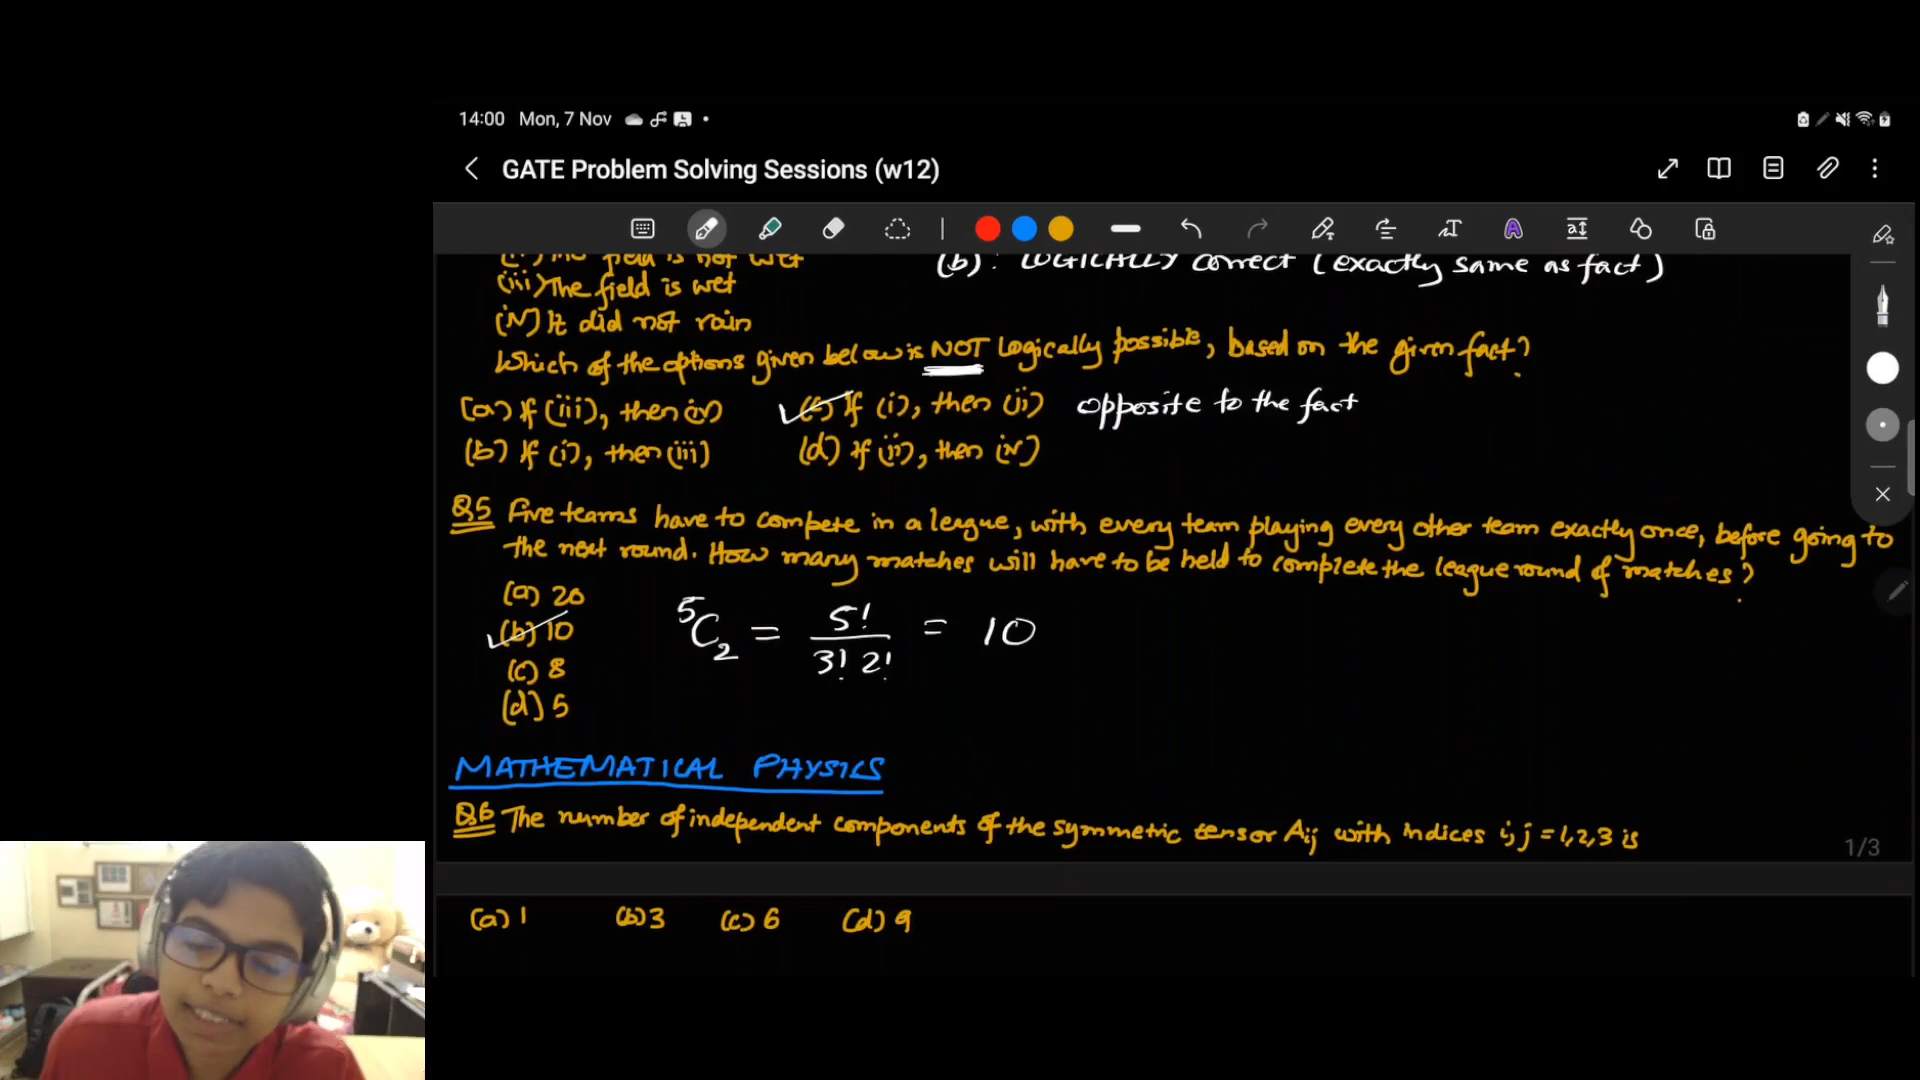 14:00 Mon, 7 Nov
GATE Problem Solving Sessions (w12)
field is not wet
(b): LOGICALLY correct (exactly same as fact)
(iii) The field is wet
(iv) It did not rain
Which of the options given below is NOT logically possible, based on the given fact?
(a) If (iii), then (iv) (c) If (i), then (ii) opposite to the fact
(b) If (i), then (iii) (d) If (ii), then (iv)
Q5 Five teams have to compete in a league, with every team playing every other team exactly once, before going to
the next round. How many matches will have to be held to complete the league round of matches?
(a) 20
(b) 10 ⁵C₂ = 5!/3! 2! = 10
(c) 8
(d) 5
MATHEMATICAL PHYSICS
Q6 The number of independent components of the symmetric tensor Aij with indices i, j = 1, 2, 3 is
1/3
(a) 1 (b) 3 (c) 6 (d) 9